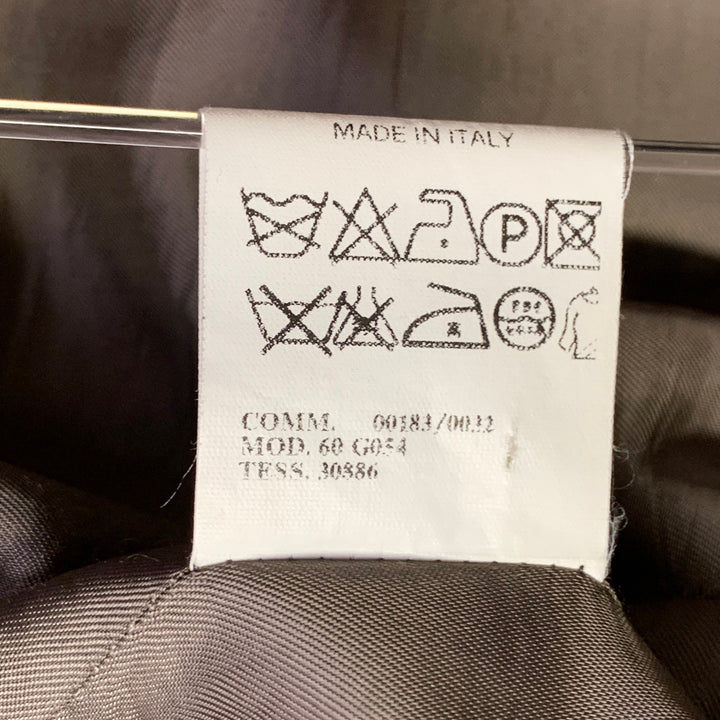 MADE IN ITALY
P
COMM. 00183/0032
MOD. 60 G054
TESS. 30886